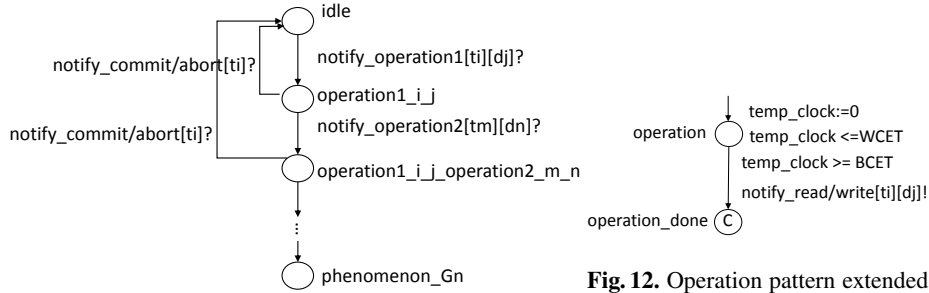 idle
notify_operation1[ti][dj]?
notify_commit/abort[ti]?
operation1_i_j
notify_operation2[tm][dn]?
notify_commit/abort[ti]?
operation1_i_j_operation2_m_n
...
phenomenon_Gn
temp_clock:=0
operation
temp_clock <=WCET
temp_clock >= BCET
notify_read/write[ti][dj]!
operation_done
C
Fig. 12. Operation pattern extended